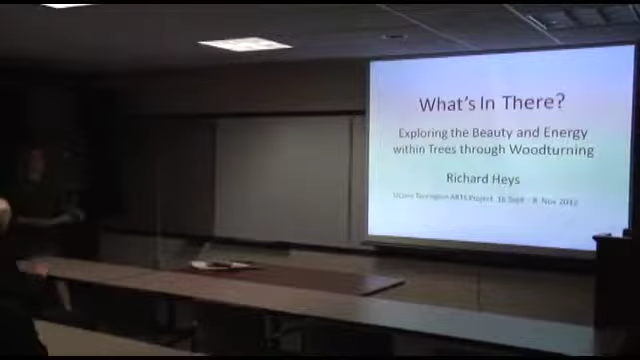 What's In There?
Exploring the Beauty and Energy
within Trees through Woodturning
Richard Heys
UConn Torrington ARTS Project 16 Sept - 8 Nov 2012